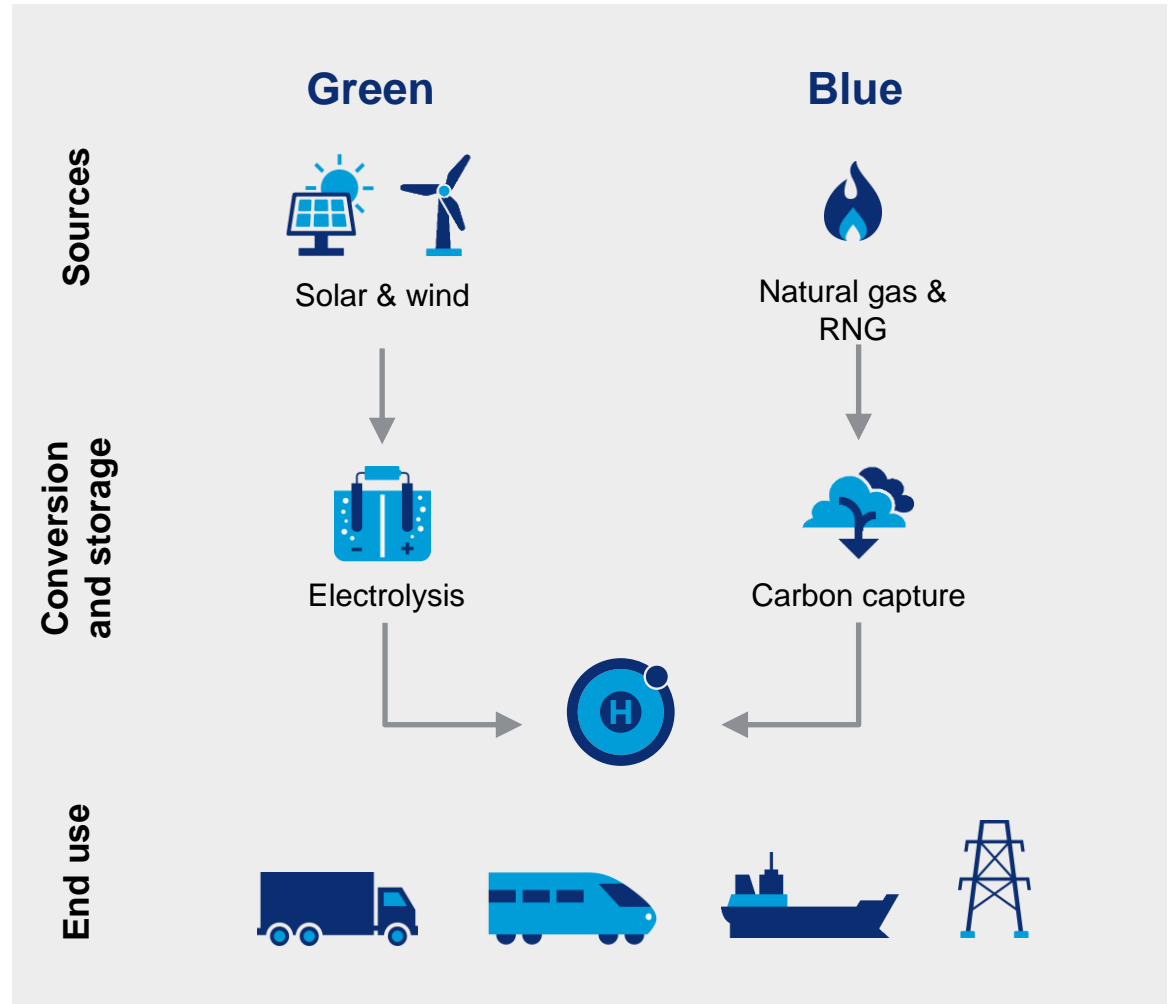 Green
Blue
Sources
Solar & wind
Natural gas &
RNG
Conversion
and storage
- +
Electrolysis
Carbon capture
H
End use